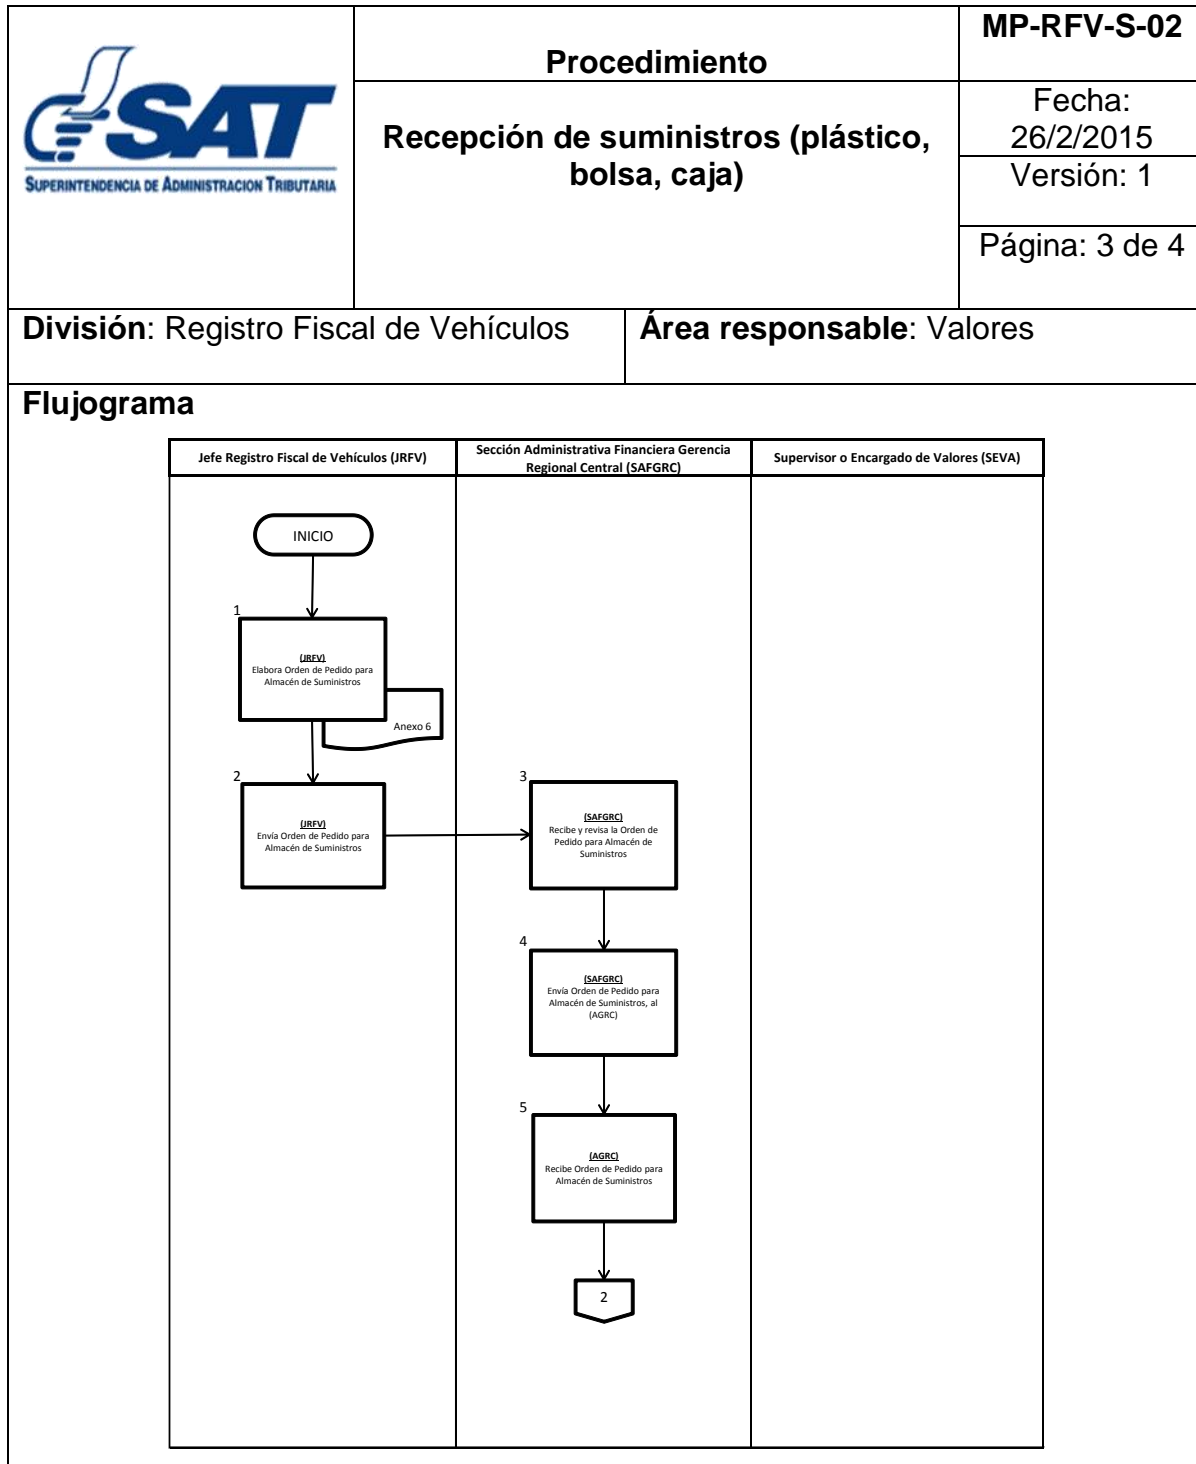 SAT
SUPERINTENDENCIA DE ADMINISTRACION TRIBUTARIA
Procedimiento
Recepción de suministros (plástico,
bolsa, caja)
MP-RFV-S-02
Fecha:
26/2/2015
Versión: 1
Página: 3 de 4
División: Registro Fiscal de Vehículos
Área responsable: Valores
Flujograma
Jefe Registro Fiscal de Vehículos (JRFV)
Sección Administrativa Financiera Gerencia
Regional Central (SAFGRC)
Supervisor o Encargado de Valores (SEVA)
INICIO
1
(JRFV)
Elabora Orden de Pedido para
Almacén de Suministros
Anexo 6
2
(JRFV)
Envía Orden de Pedido para
Almacén de Suministros
3
(SAFGRC)
Recibe y revisa la Orden de
Pedido para Almacén de
Suministros
4
(SAFGRC)
Envía Orden de Pedido para
Almacén de Suministros, al
(AGRC)
5
(AGRC)
Recibe Orden de Pedido para
Almacén de Suministros
2